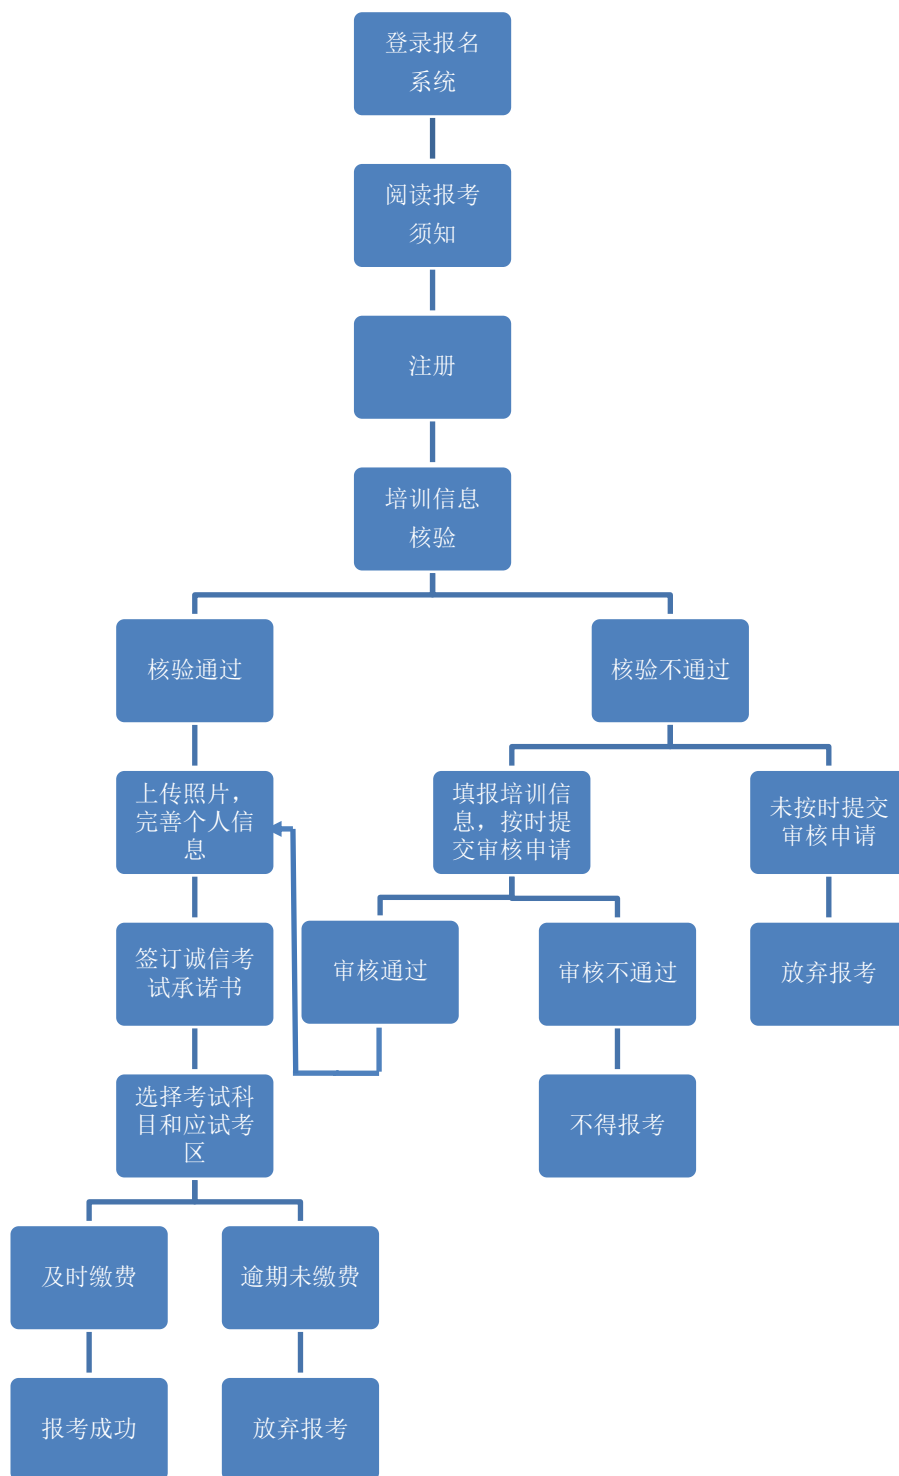 登录报名
系统
阅读报考
须知
注册
培训信息
核验
核验通过
核验不通过
上传照片，
完善个人信
息
填报培训信
息，按时提
交审核申请
未按时提交
审核申请
签订诚信考
试承诺书
审核通过
审核不通过
放弃报考
选择考试科
目和应试考
区
不得报考
及时缴费
逾期未缴费
报考成功
放弃报考